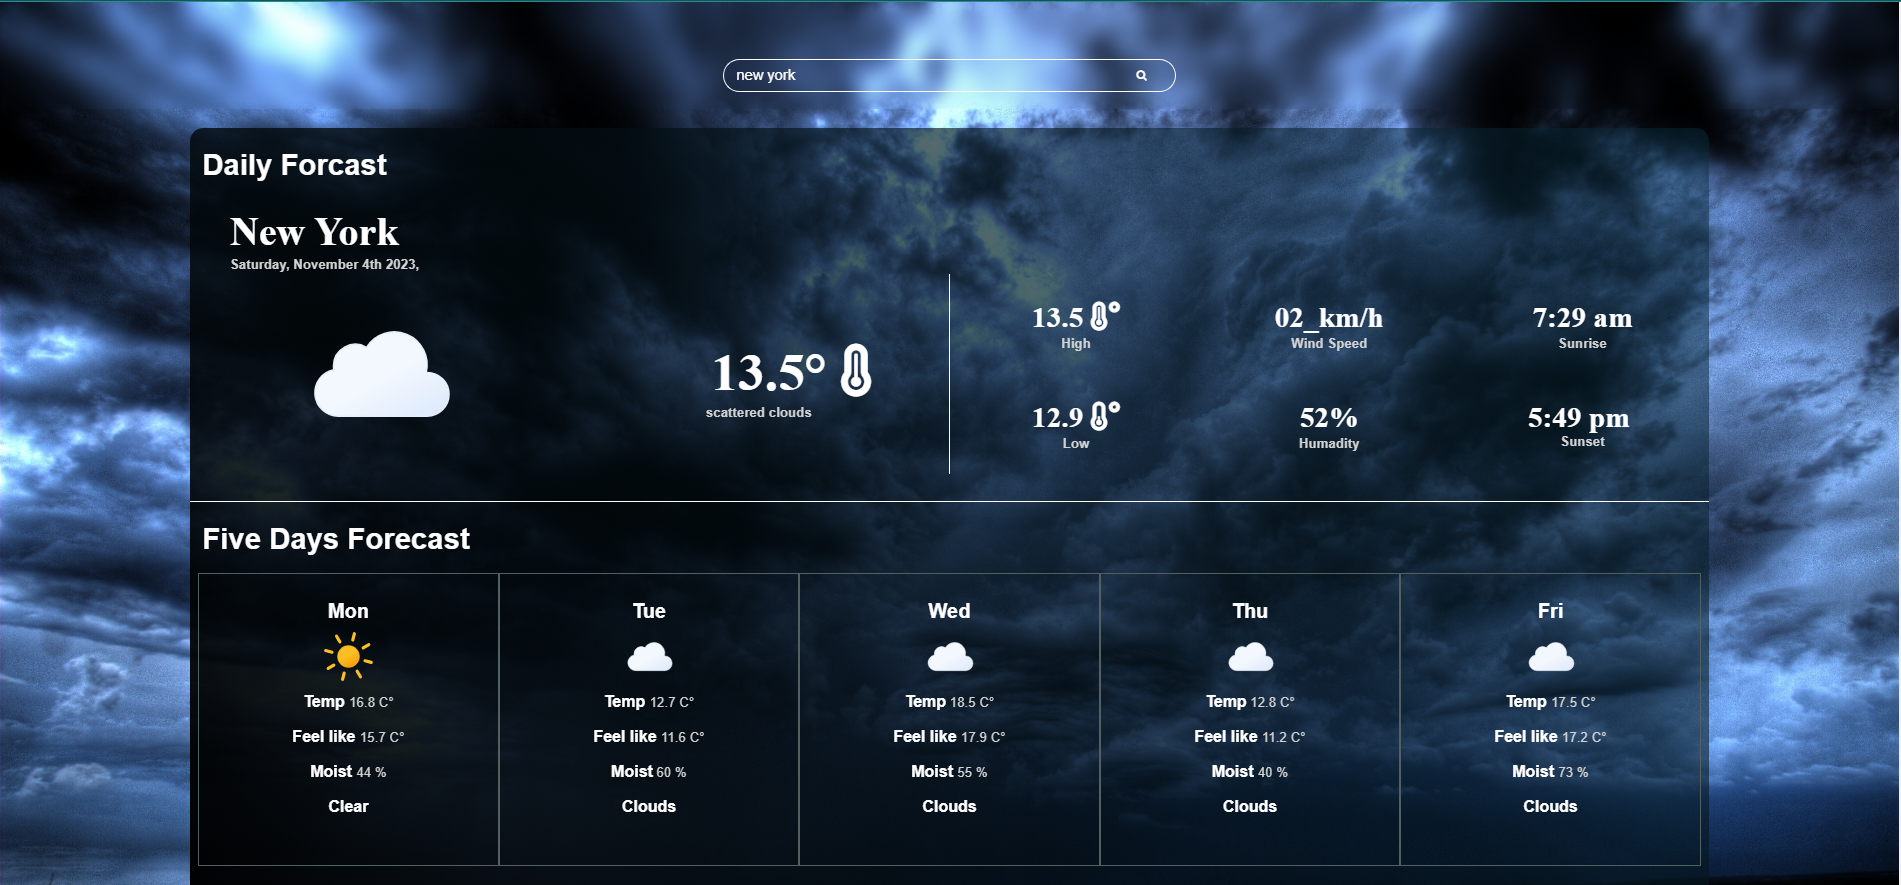 new york
Daily Forcast
New York
Saturday, November 4th 2023,
13.5°
scattered clouds
13.5 °
High
02_km/h
Wind Speed
7:29 am
Sunrise
12.9 °
Low
52%
Humadity
5:49 pm
Sunset
Five Days Forecast
Mon
Temp 16.8 C°
Feel like 15.7 C°
Moist 44 %
Clear
Tue
Temp 12.7 C°
Feel like 11.6 C°
Moist 60 %
Clouds
Wed
Temp 18.5 C°
Feel like 17.9 C°
Moist 55 %
Clouds
Thu
Temp 12.8 C°
Feel like 11.2 C°
Moist 40 %
Clouds
Fri
Temp 17.5 C°
Feel like 17.2 C°
Moist 73 %
Clouds